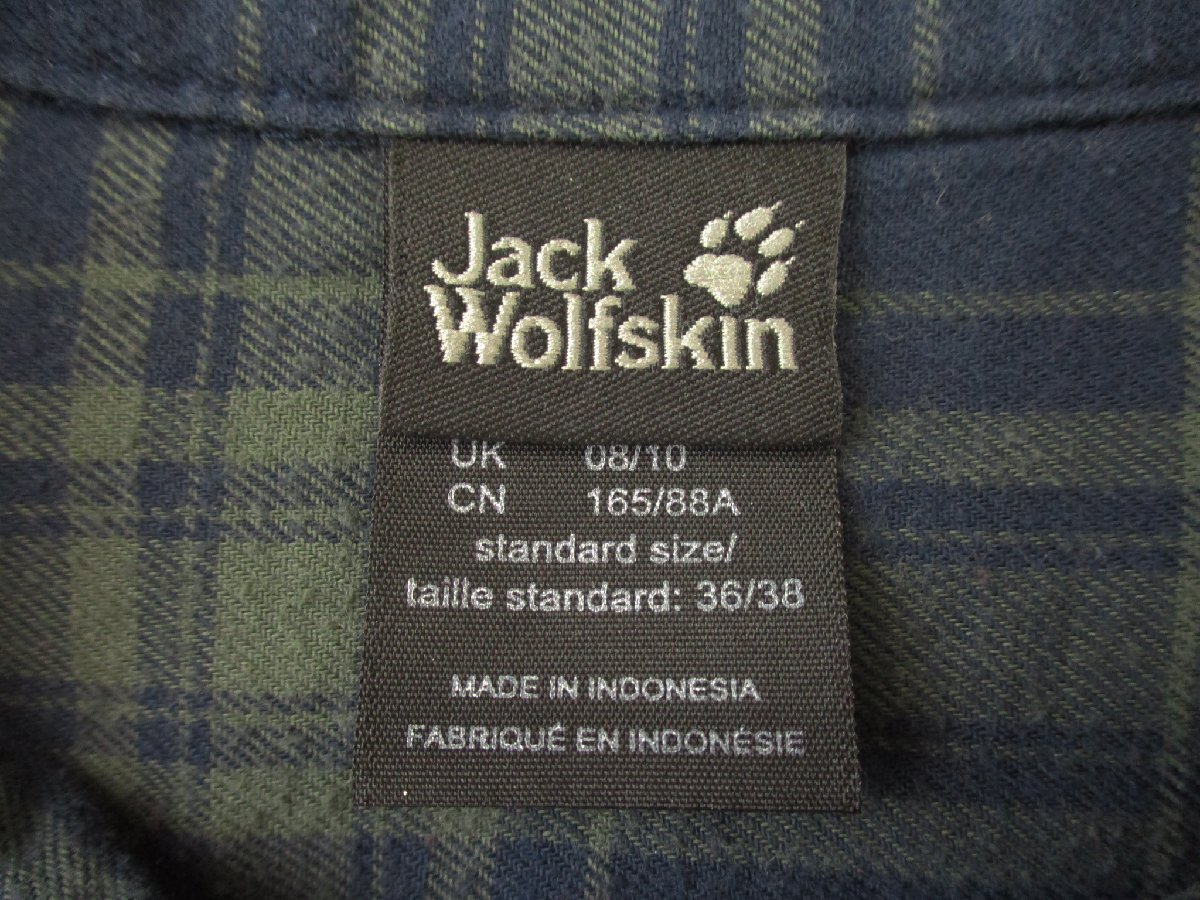 Jack
Wolfskin
UK 08/10
CN 165/88A
standard size/
taille standard: 36/38
MADE IN INDONESIA
FABRIQUÉ EN INDONÉSIE